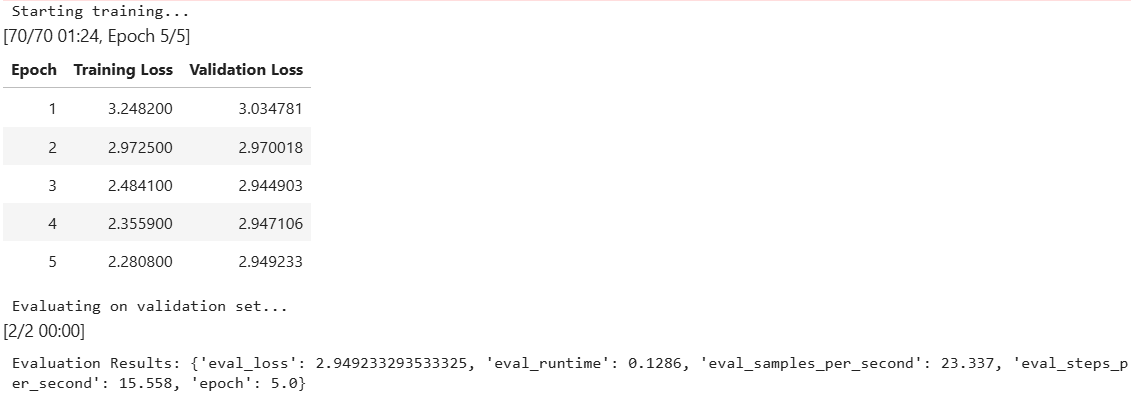 Starting training...
[70/70 01:24, Epoch 5/5]
Epoch Training Loss Validation Loss
1 3.248200 3.034781
2 2.972500 2.970018
3 2.484100 2.944903
4 2.355900 2.947106
5 2.280800 2.949233
Evaluating on validation set...
[2/2 00:00]
Evaluation Results: {'eval_loss': 2.949233293533325, 'eval_runtime': 0.1286, 'eval_samples_per_second': 23.337, 'eval_steps_p
er_second': 15.558, 'epoch': 5.0}